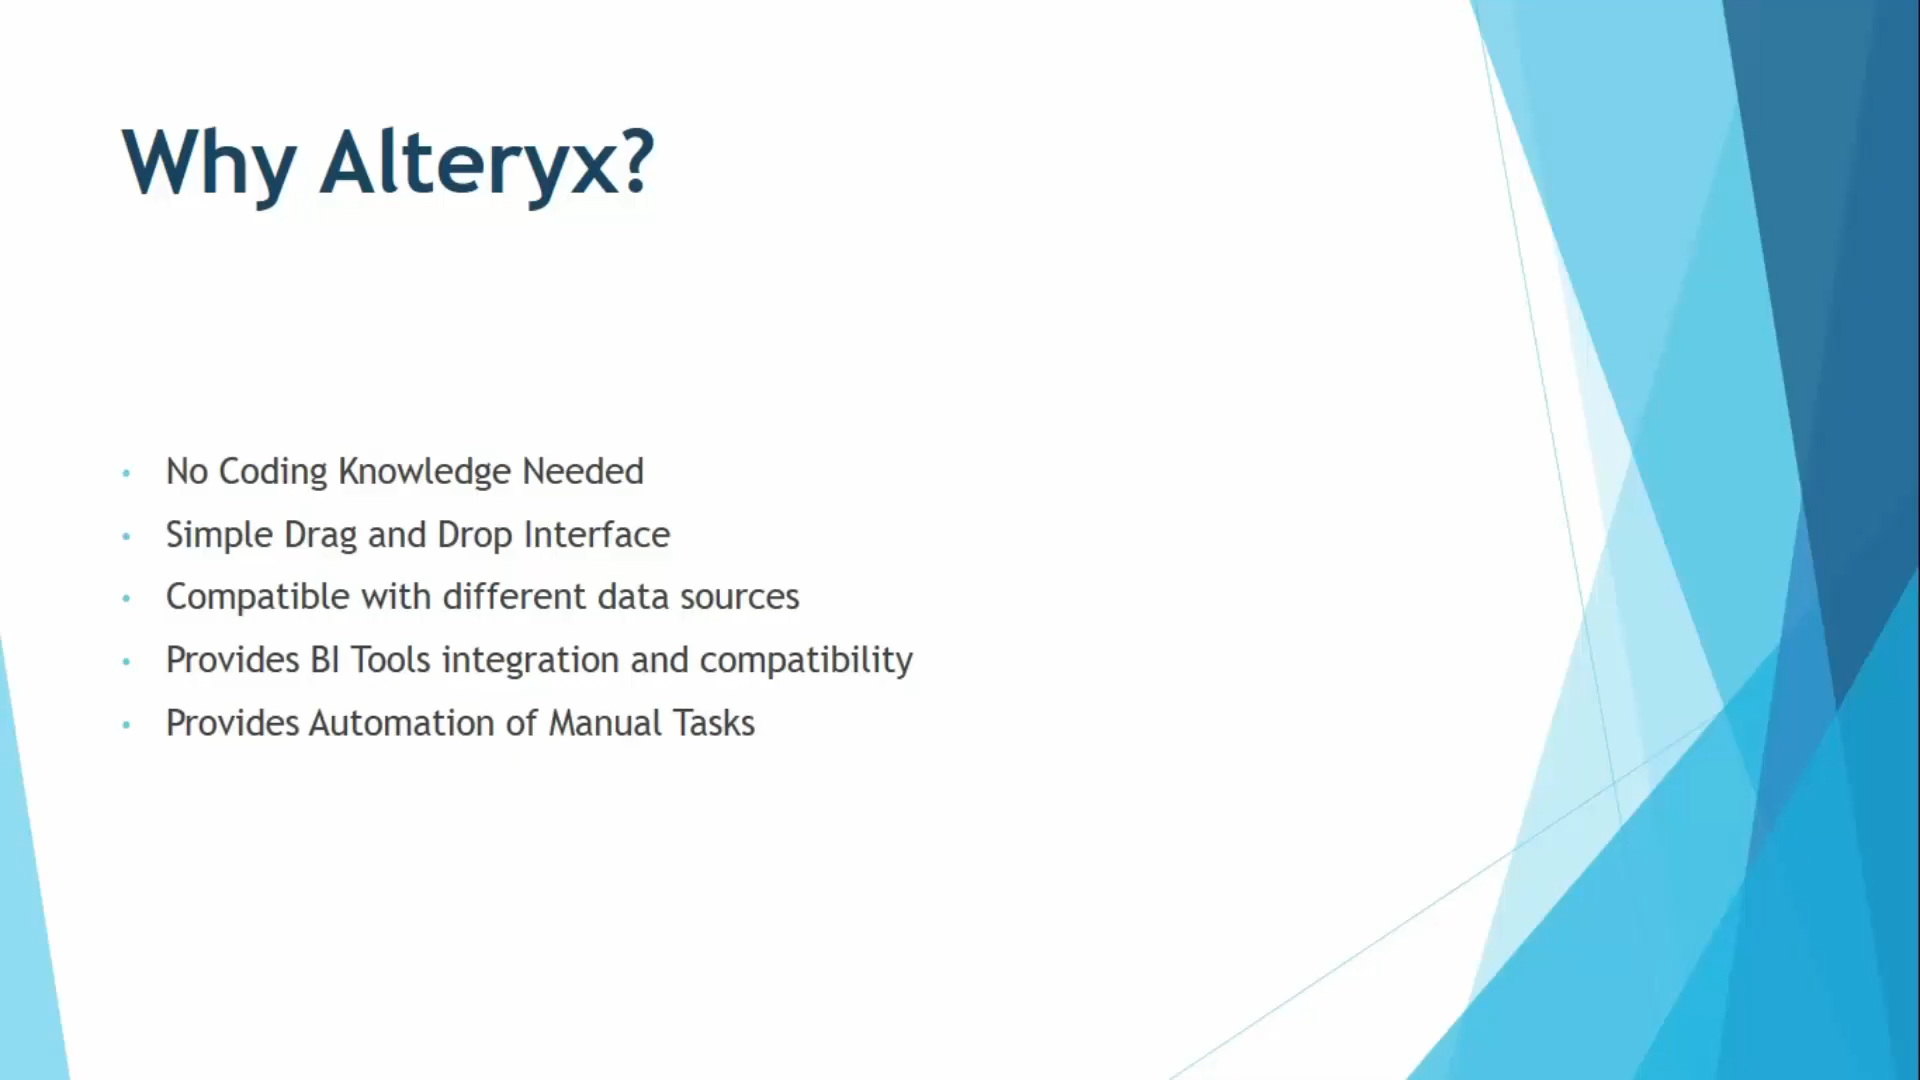 Why Alteryx?
• No Coding Knowledge Needed
• Simple Drag and Drop Interface
• Compatible with different data sources
• Provides BI Tools integration and compatibility
• Provides Automation of Manual Tasks